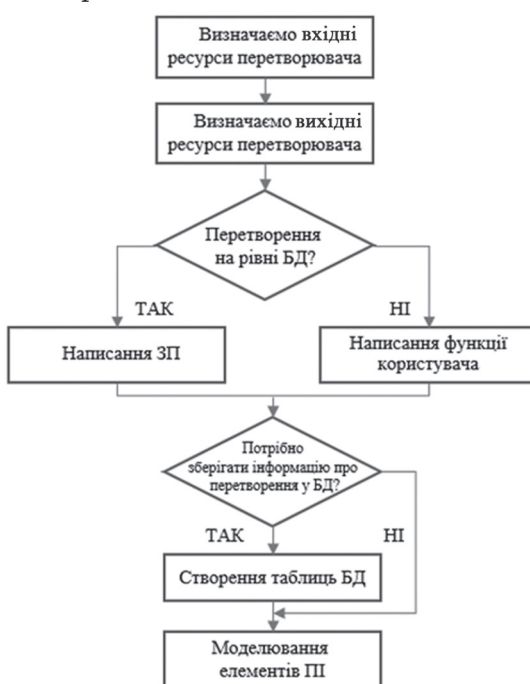 Визначаємо вхідні
ресурси перетворювача
Визначаємо вихідні
ресурси перетворювача
Перетворення
на рівні БД?
ТАК
НІ
Написання ЗП
Написання функції
користувача
Потрібно
зберігати інформацію про
перетворення у БД?
ТАК
НІ
Створення таблиць БД
Моделювання
елементів ПІ